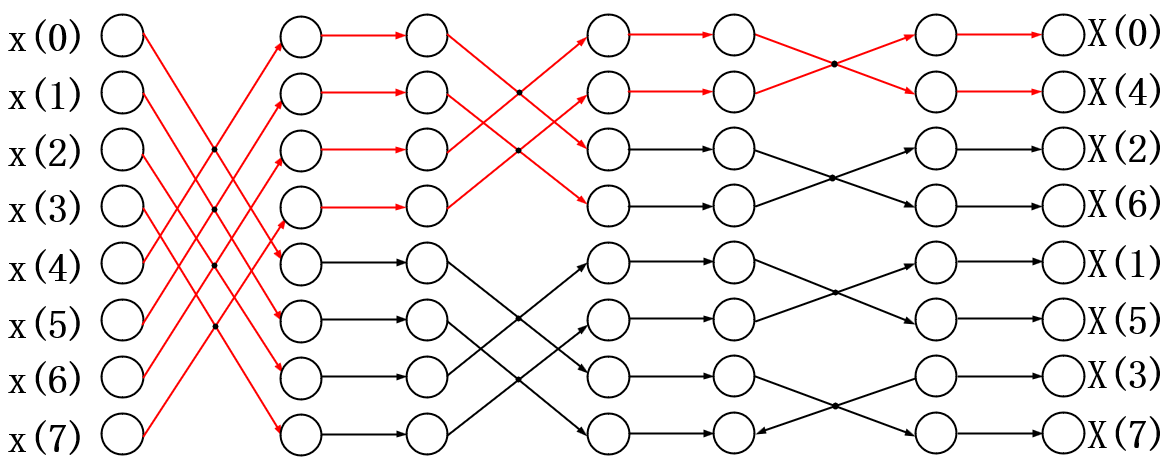 x(0) X(0)
x(1) X(4)
x(2) X(2)
x(3) X(6)
x(4) X(1)
x(5) X(5)
x(6) X(3)
x(7) X(7)